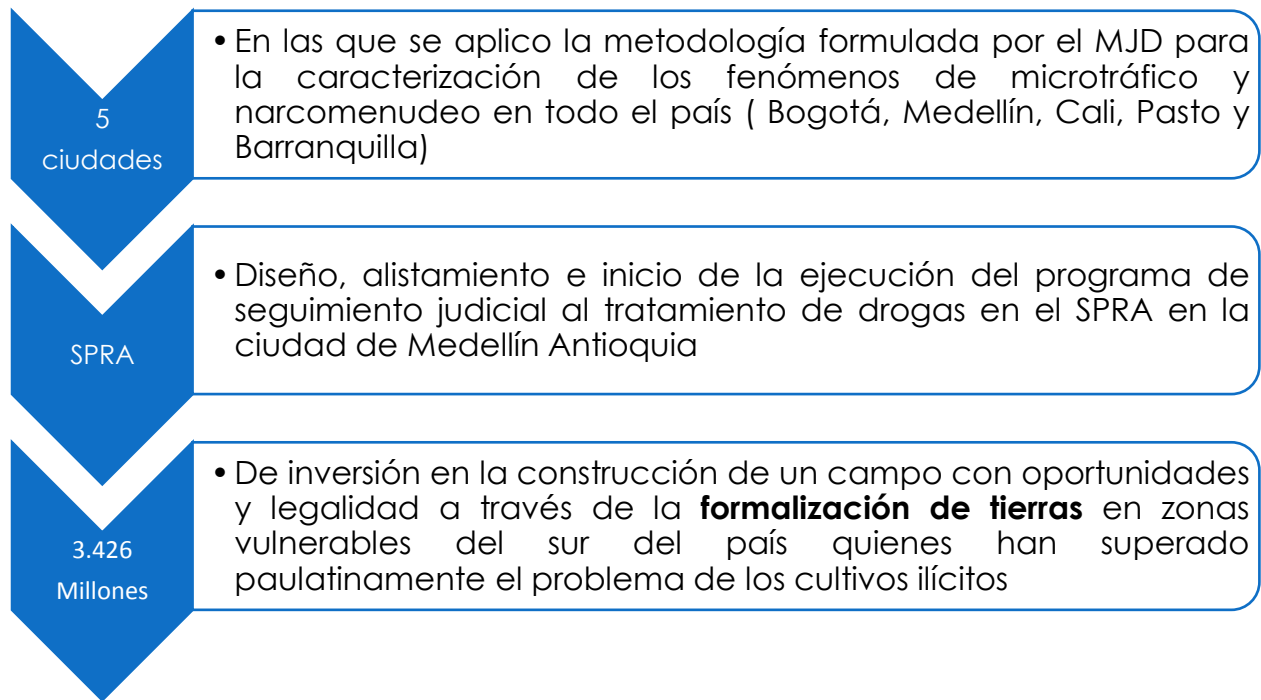 5
ciudades
• En las que se aplico la metodología formulada por el MJD para
la caracterización de los fenómenos de microtráfico y
narcomenudeo en todo el país ( Bogotá, Medellín, Cali, Pasto y
Barranquilla)
SPRA
• Diseño, alistamiento e inicio de la ejecución del programa de
seguimiento judicial al tratamiento de drogas en el SPRA en la
ciudad de Medellín Antioquia
3.426
Millones
• De inversión en la construcción de un campo con oportunidades
y legalidad a través de la formalización de tierras en zonas
vulnerables del sur del país quienes han superado
paulatinamente el problema de los cultivos ilícitos